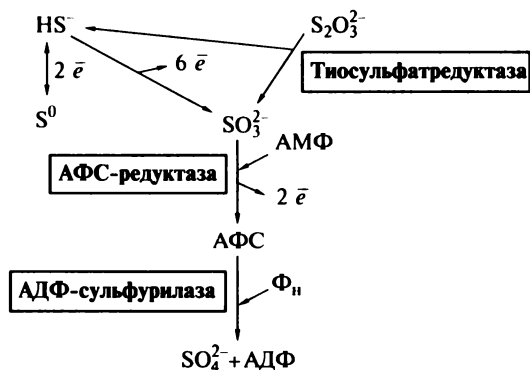 HS⁻ S₂O₃²⁻
6 e̅
2 e̅
Тиосульфатредуктаза
S⁰
SO₃²⁻
АМФ
АФС-редуктаза
2 e̅
АФС
АДФ-сульфурилаза
Фн
SO₄²⁻ + АДФ